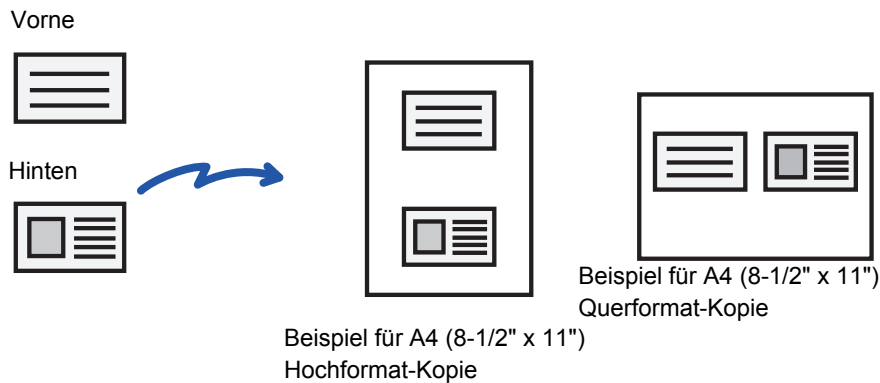 Vorne
Hinten
Beispiel für A4 (8-1/2" x 11")
Hochformat-Kopie
Beispiel für A4 (8-1/2" x 11")
Querformat-Kopie